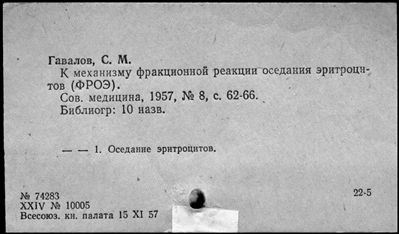 Гавалов, С. М.
К механизму фракционной реакции оседания эритроци-
тов (ФРОЭ).
Сов. медицина, 1957, № 8, с. 62-66.
Библиогр: 10 назв.
— — 1. Оседание эритроцитов.
№ 74283
22-5
XXIV № 10005
Всесоюз. кн. палата 15 XI 57